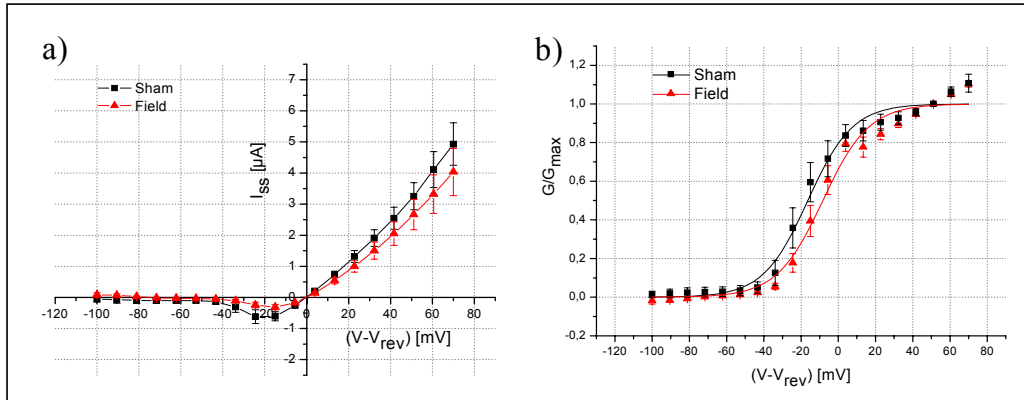 a)
Sham
Field
I_ss [µA]
7
6
5
4
3
2
1
0
-1
-2
-120 -100 -80 -60 -40 -20 0 20 40 60 80
(V-V_rev) [mV]
b)
Sham
Field
G/G_max
1,2
1,0
0,8
0,6
0,4
0,2
0,0
-0,2
-120 -100 -80 -60 -40 -20 0 20 40 60 80
(V-V_rev) [mV]